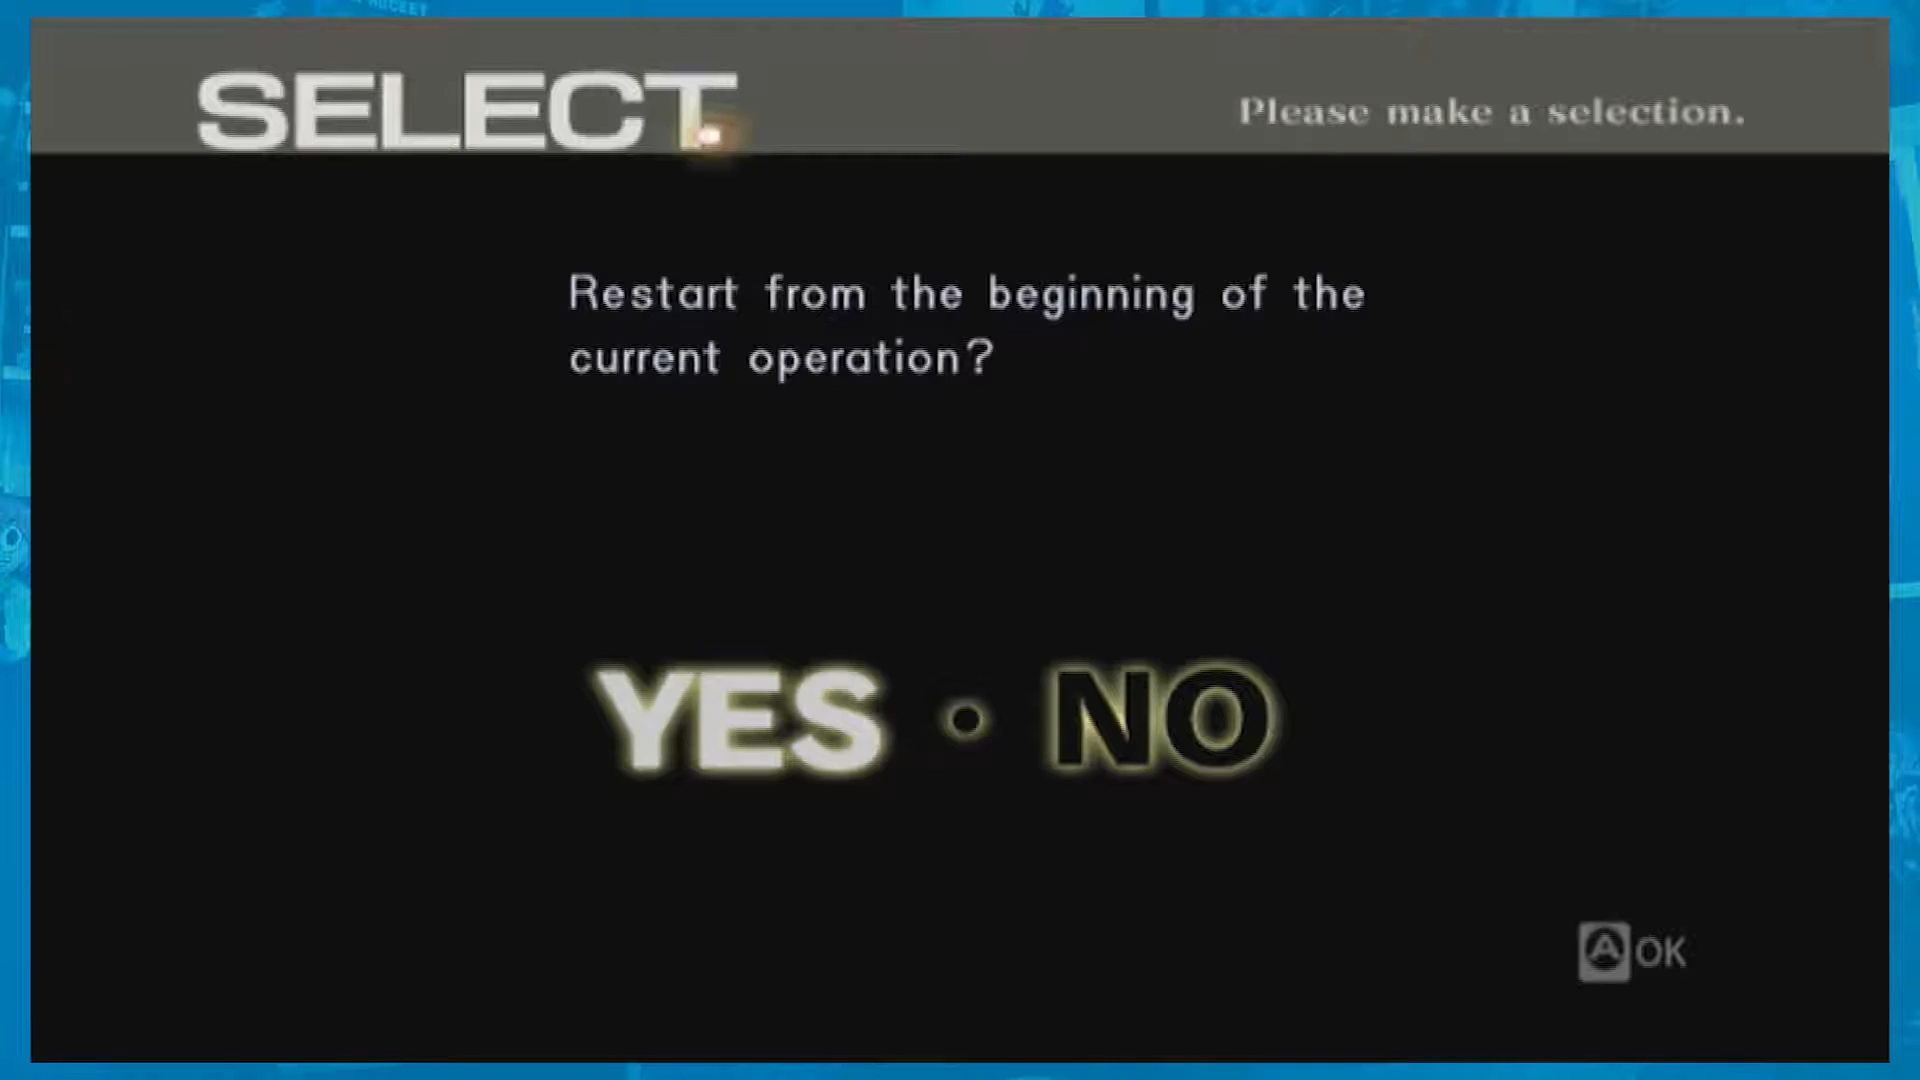 SELECT
Please make a selection.
Restart from the beginning of the
current operation?
YES • NO
A OK